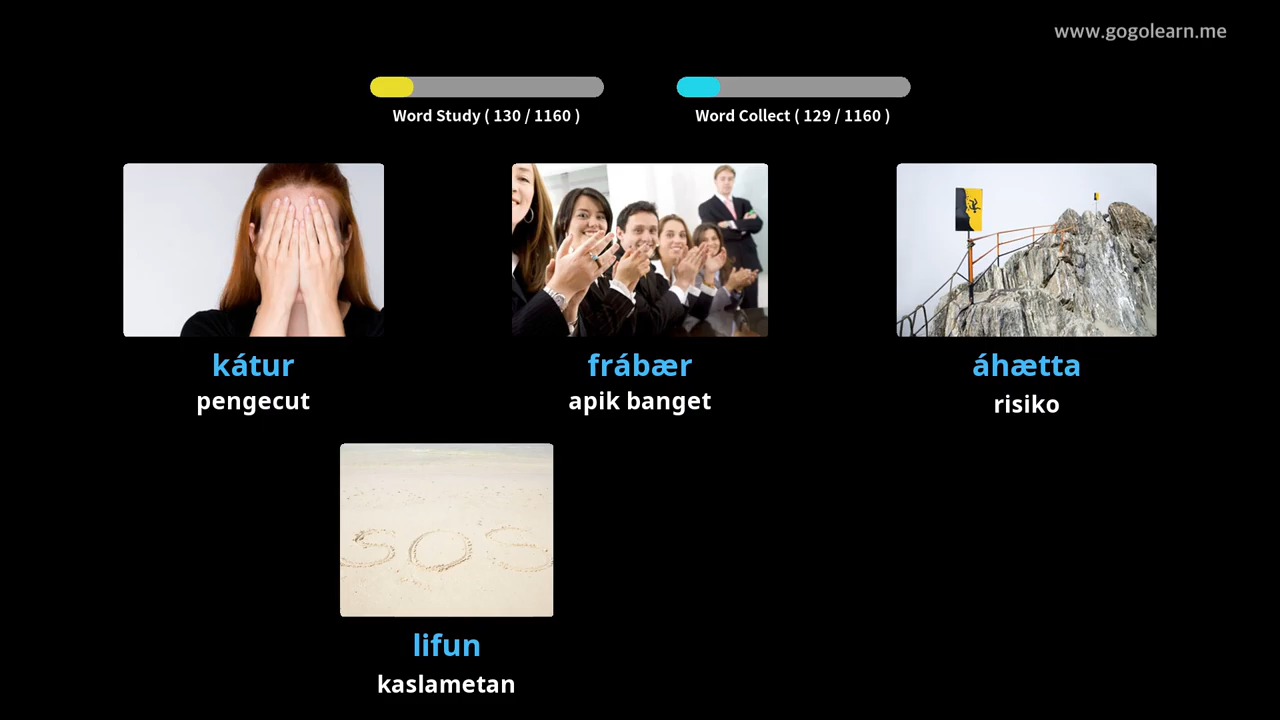 www.gogolearn.me
Word Study ( 130 / 1160 )
Word Collect ( 129 / 1160 )
kátur
pengecut
frábær
apik banget
áhætta
risiko
SOS
lifun
kaslametan